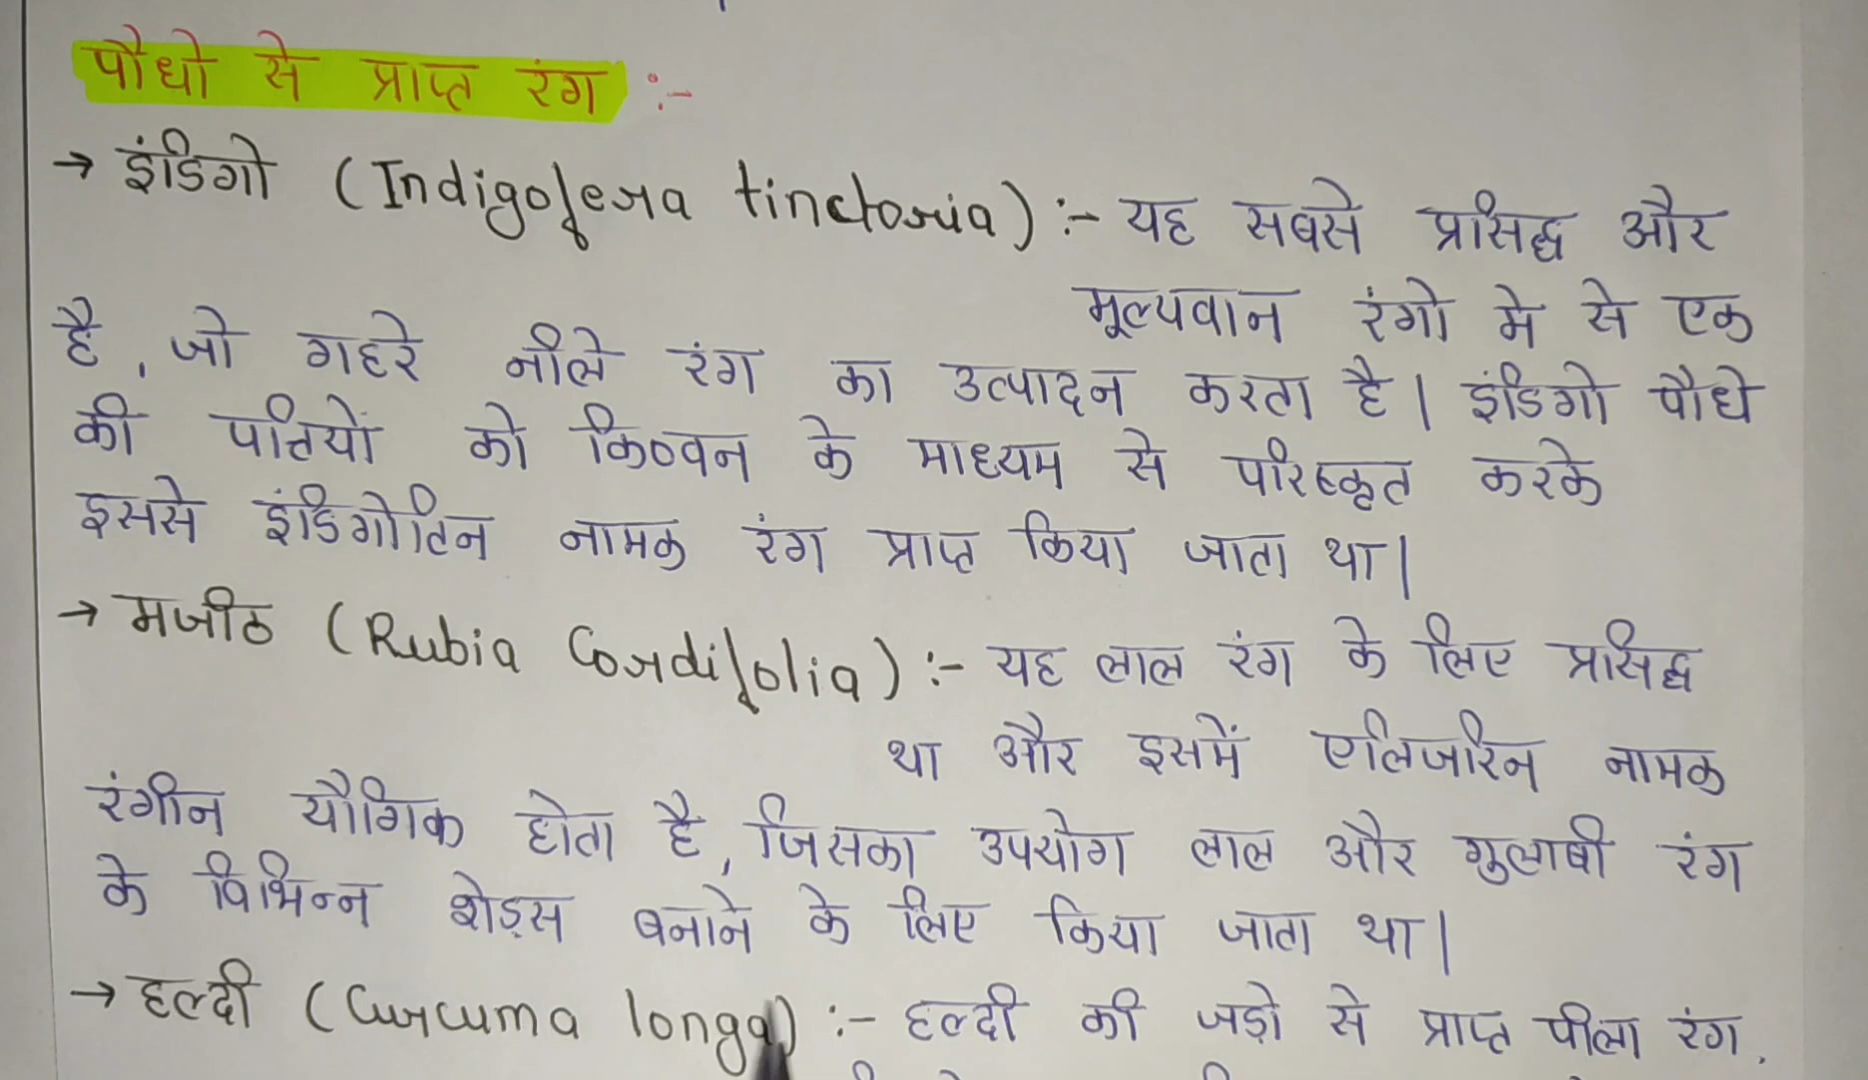 पौधो से प्राप्त रंग :-
→ इंडिगो (Indigofera tinctoria) :- यह सबसे प्रसिद्ध और
मूल्यवान रंगो मे से एक
है, जो गहरे नीले रंग का उत्पादन करता है। इंडिगो पौधे
की पत्तियों को किण्वन के माध्यम से परिष्कृत करके
इससे इंडिगोटिन नामक रंग प्राप्त किया जाता था।
→ मजीठ (Rubia Cordifolia) :- यह लाल रंग के लिए प्रसिद्ध
था और इसमें एलिजरिन नामक
रंगीन यौगिक होता है, जिसका उपयोग लाल और गुलाबी रंग
के विभिन्न शेड्स बनाने के लिए किया जाता था।
→ हल्दी (Curcuma longa) :- हल्दी की जड़ो से प्राप्त पीला रंग,